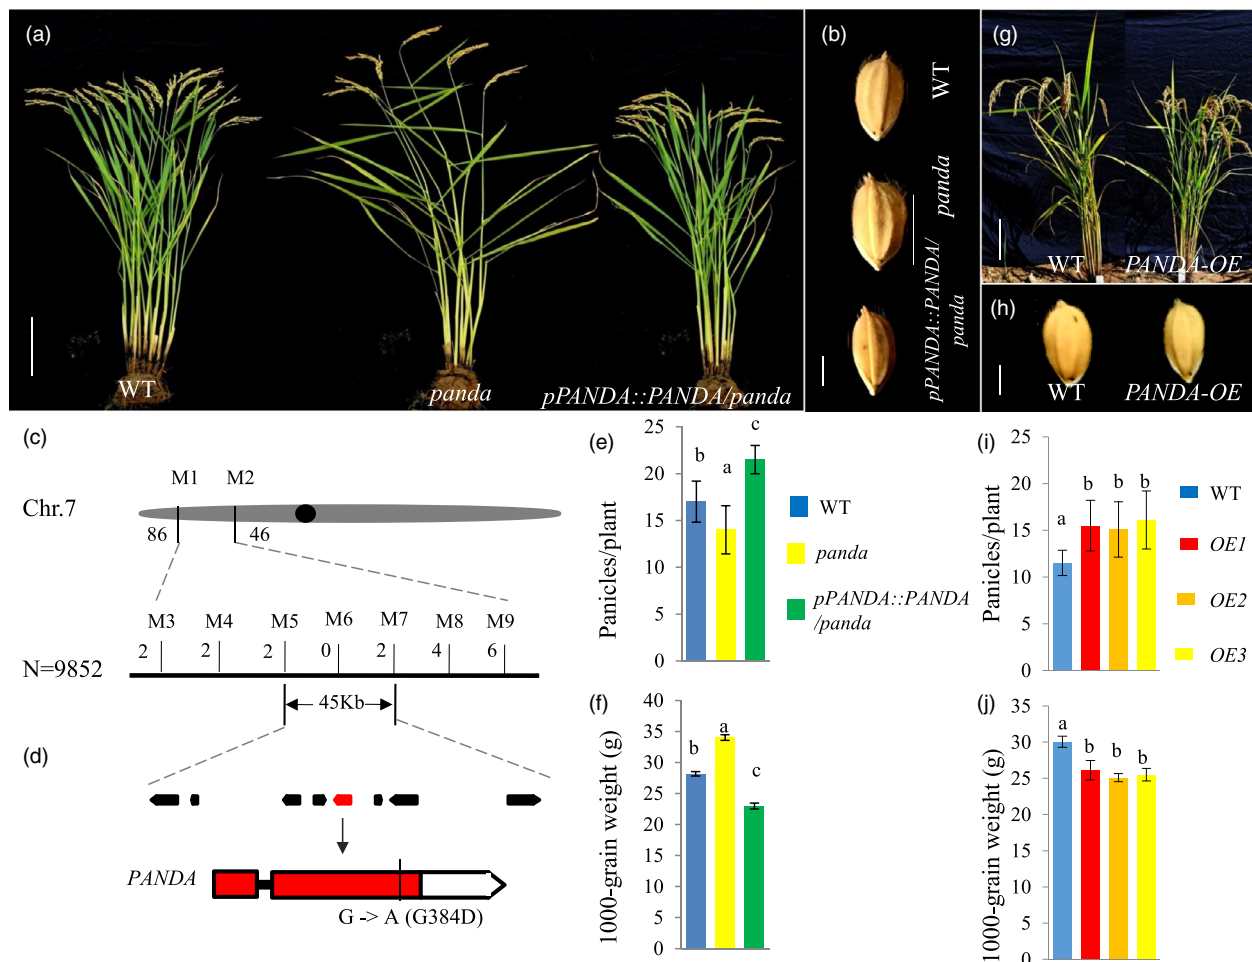 (a)
WT
panda
pPANDA::PANDA/panda
(b)
WT
panda
pPANDA::PANDA/
panda
(g)
WT
PANDA-OE
(h)
WT
PANDA-OE
(c)
M1 M2
Chr.7
86 46
M3 M4 M5 M6 M7 M8 M9
2 2 2 0 2 4 6
N=9852
45Kb
(d)
PANDA
G -> A (G384D)
(e)
Panicles/plant
25
20
15
10
5
0
b a c
WT
panda
pPANDA::PANDA
/panda
(f)
1000-grain weight (g)
40
35
30
25
20
15
10
5
0
b a c
(i)
Panicles/plant
25
20
15
10
5
0
a b b b
WT
OE1
OE2
OE3
(j)
1000-grain weight (g)
35
30
25
20
15
10
5
0
a b b b